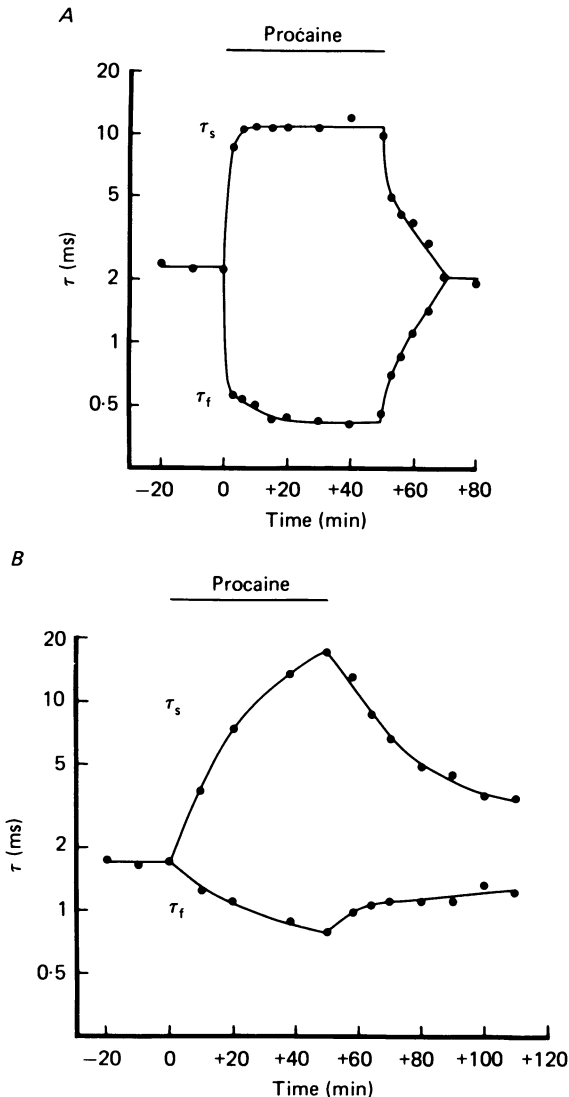 A
Procaine
20
10
5
2
1
0·5
τ (ms)
τs
τf
−20 0 +20 +40 +60 +80
Time (min)
B
Procaine
20
10
5
2
1
0·5
τ (ms)
τs
τf
−20 0 +20 +40 +60 +80 +100 +120
Time (min)